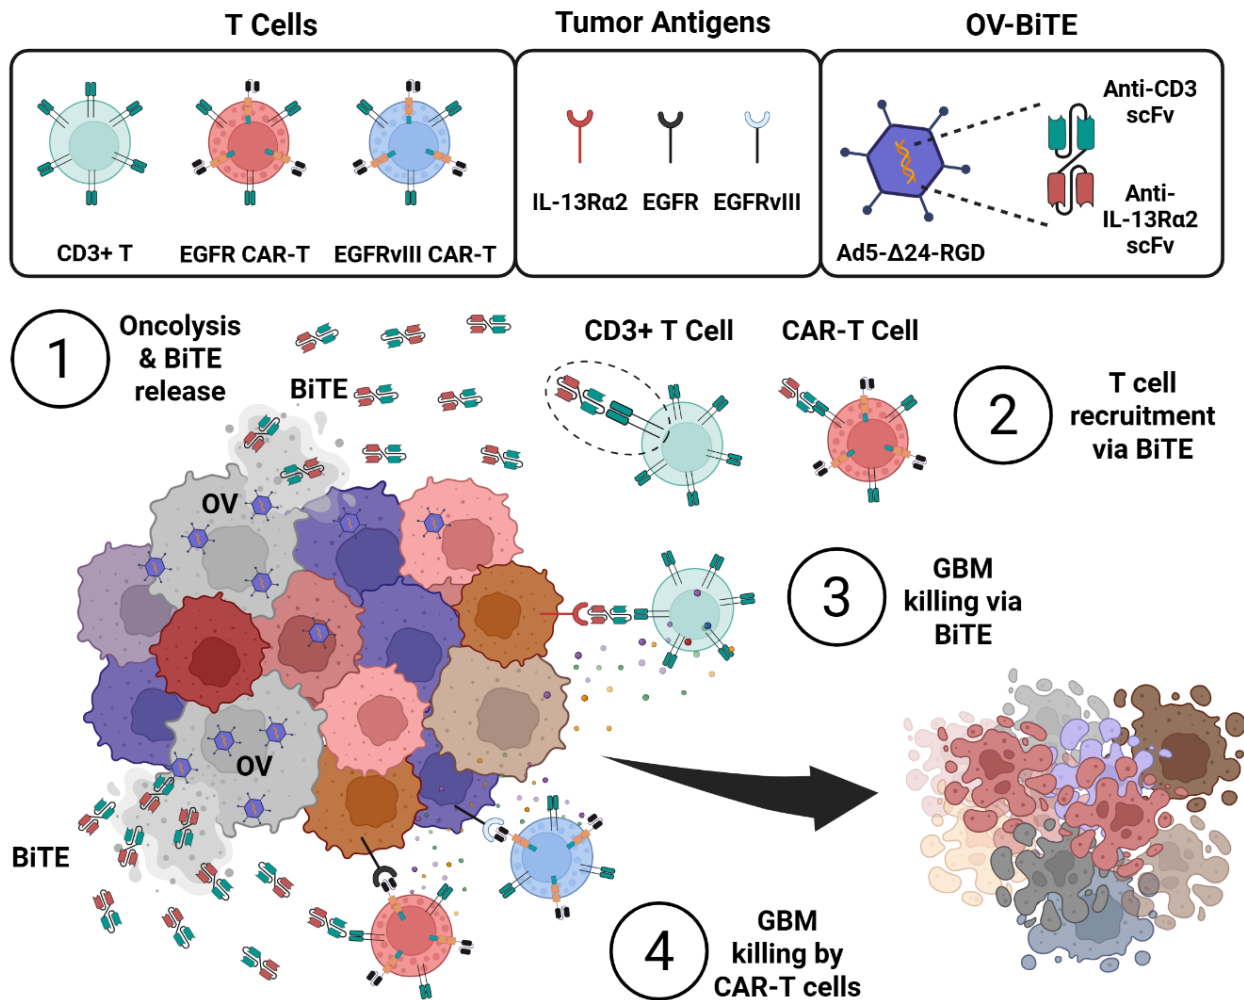 T Cells
Tumor Antigens
OV-BiTE
CD3+ T
EGFR CAR-T
EGFRvIII CAR-T
IL-13Rα2
EGFR
EGFRvIII
Ad5-Δ24-RGD
Anti-CD3
scFv
Anti-
IL-13Rα2
scFv
1
Oncolysis
& BiTE
release
BiTE
CD3+ T Cell
CAR-T Cell
2
T cell
recruitment
via BiTE
OV
3
GBM
killing via
BiTE
OV
BiTE
4
GBM
killing by
CAR-T cells